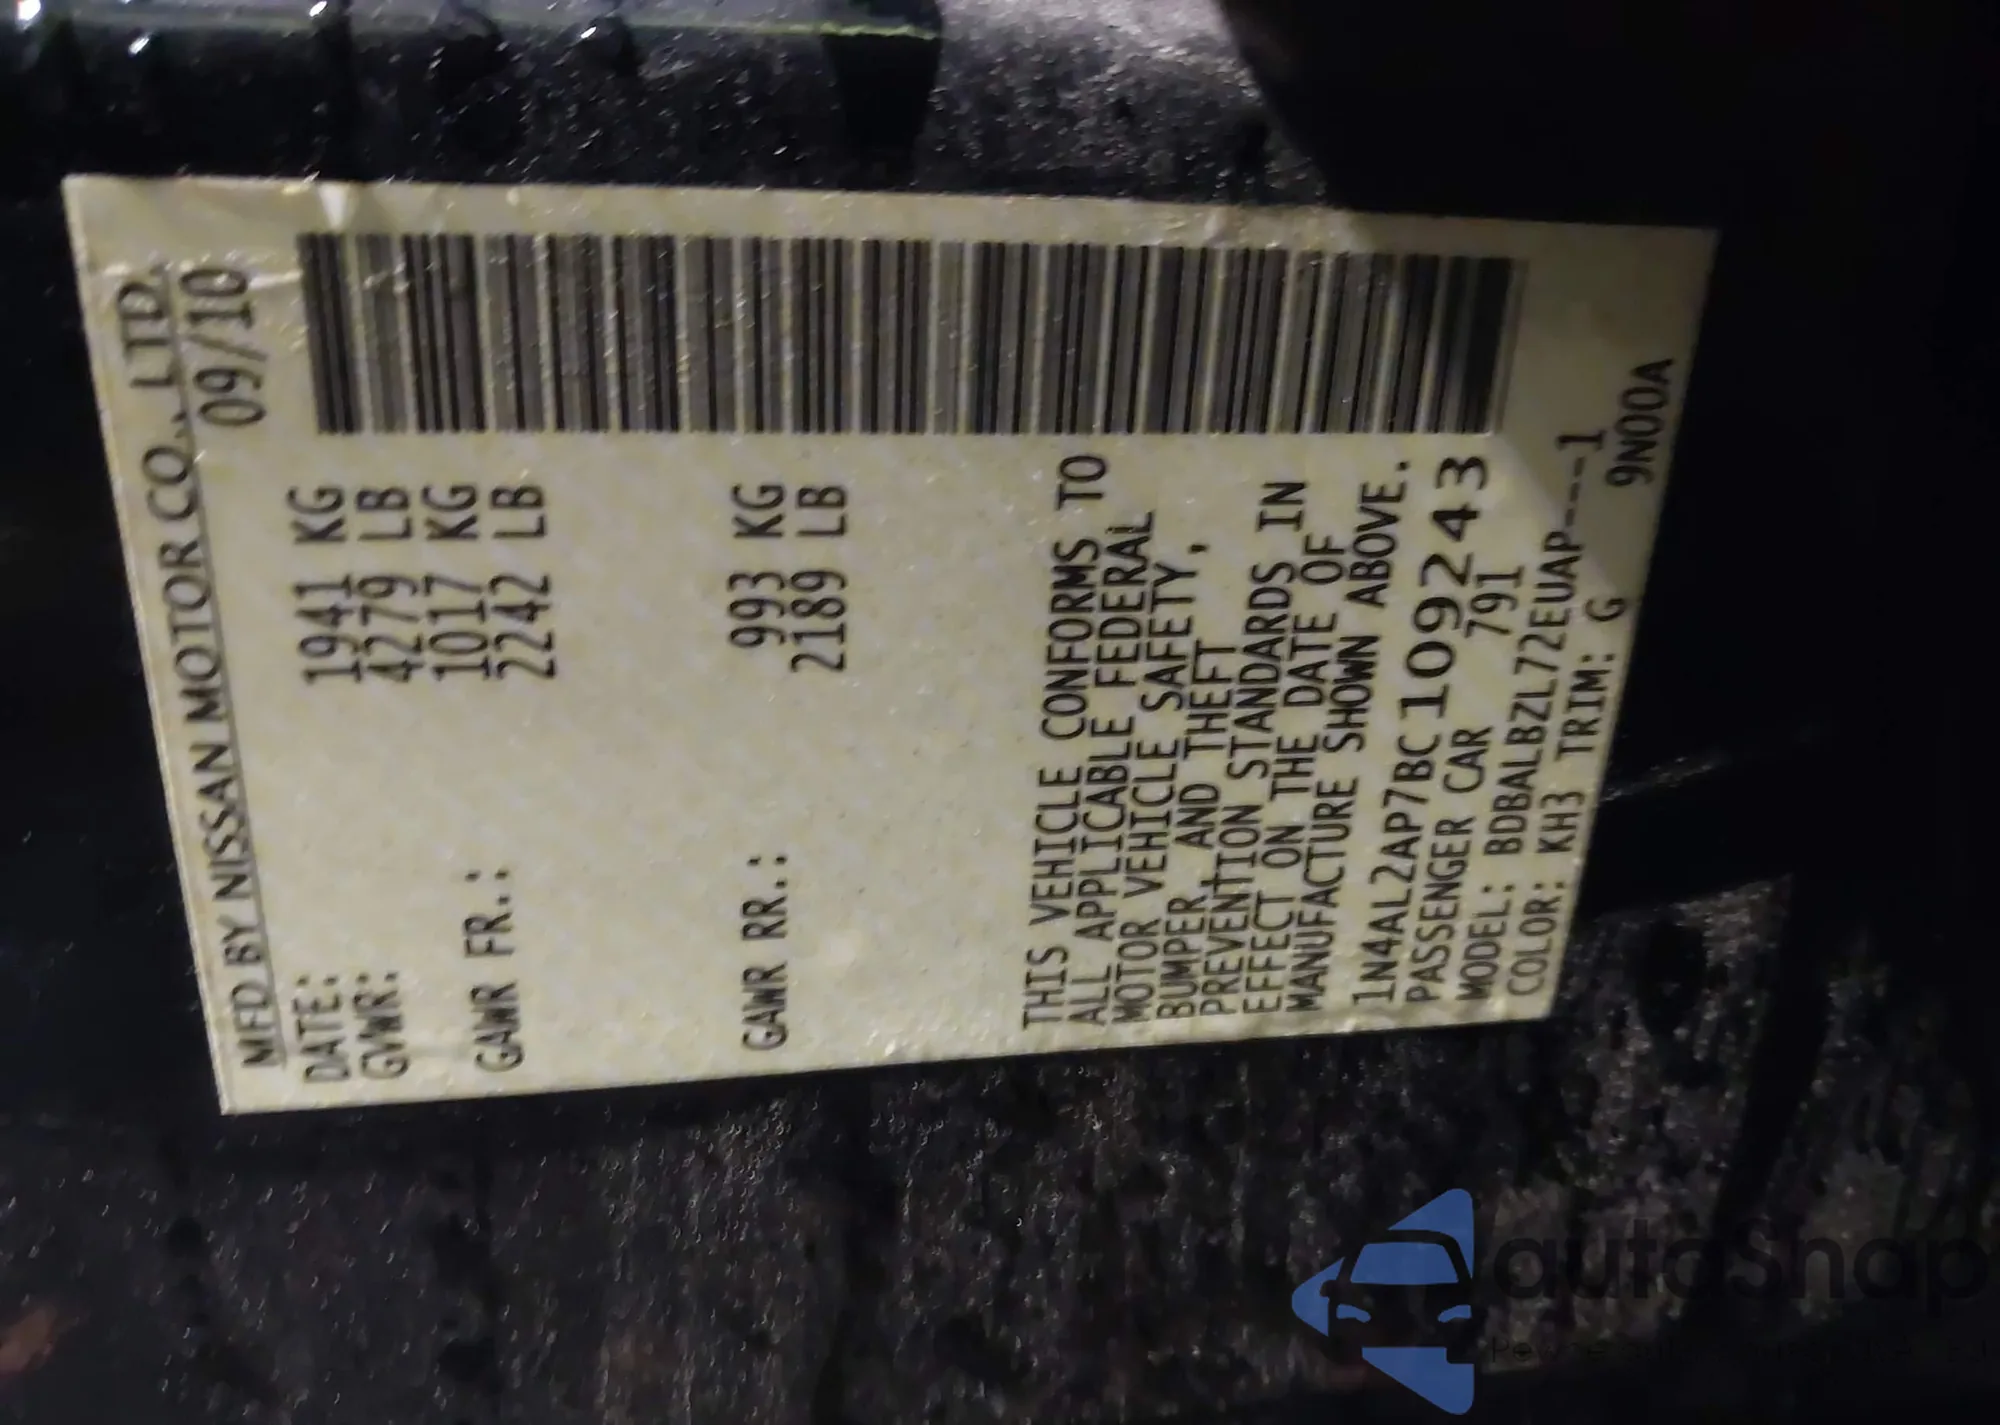 MFD BY NISSAN MOTOR CO., LTD.
DATE: 09/10
GVWR: 1941 KG
4279 LB
GAWR FR.: 1017 KG
2242 LB
GAWR RR.: 993 KG
2189 LB
THIS VEHICLE CONFORMS TO
ALL APPLICABLE FEDERAL
MOTOR VEHICLE SAFETY,
BUMPER, AND THEFT
PREVENTION STANDARDS IN
EFFECT ON THE DATE OF
MANUFACTURE SHOWN ABOVE.
1N4AL2AP7BC109243
PASSENGER CAR 791
MODEL: BDBALBZL72EUAP----1
COLOR: KH3 TRIM: G
9N00A
autoSnap